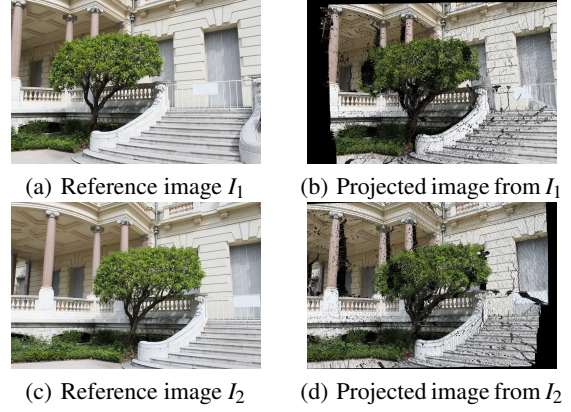 (a) Reference image I1
(b) Projected image from I1
(c) Reference image I2
(d) Projected image from I2